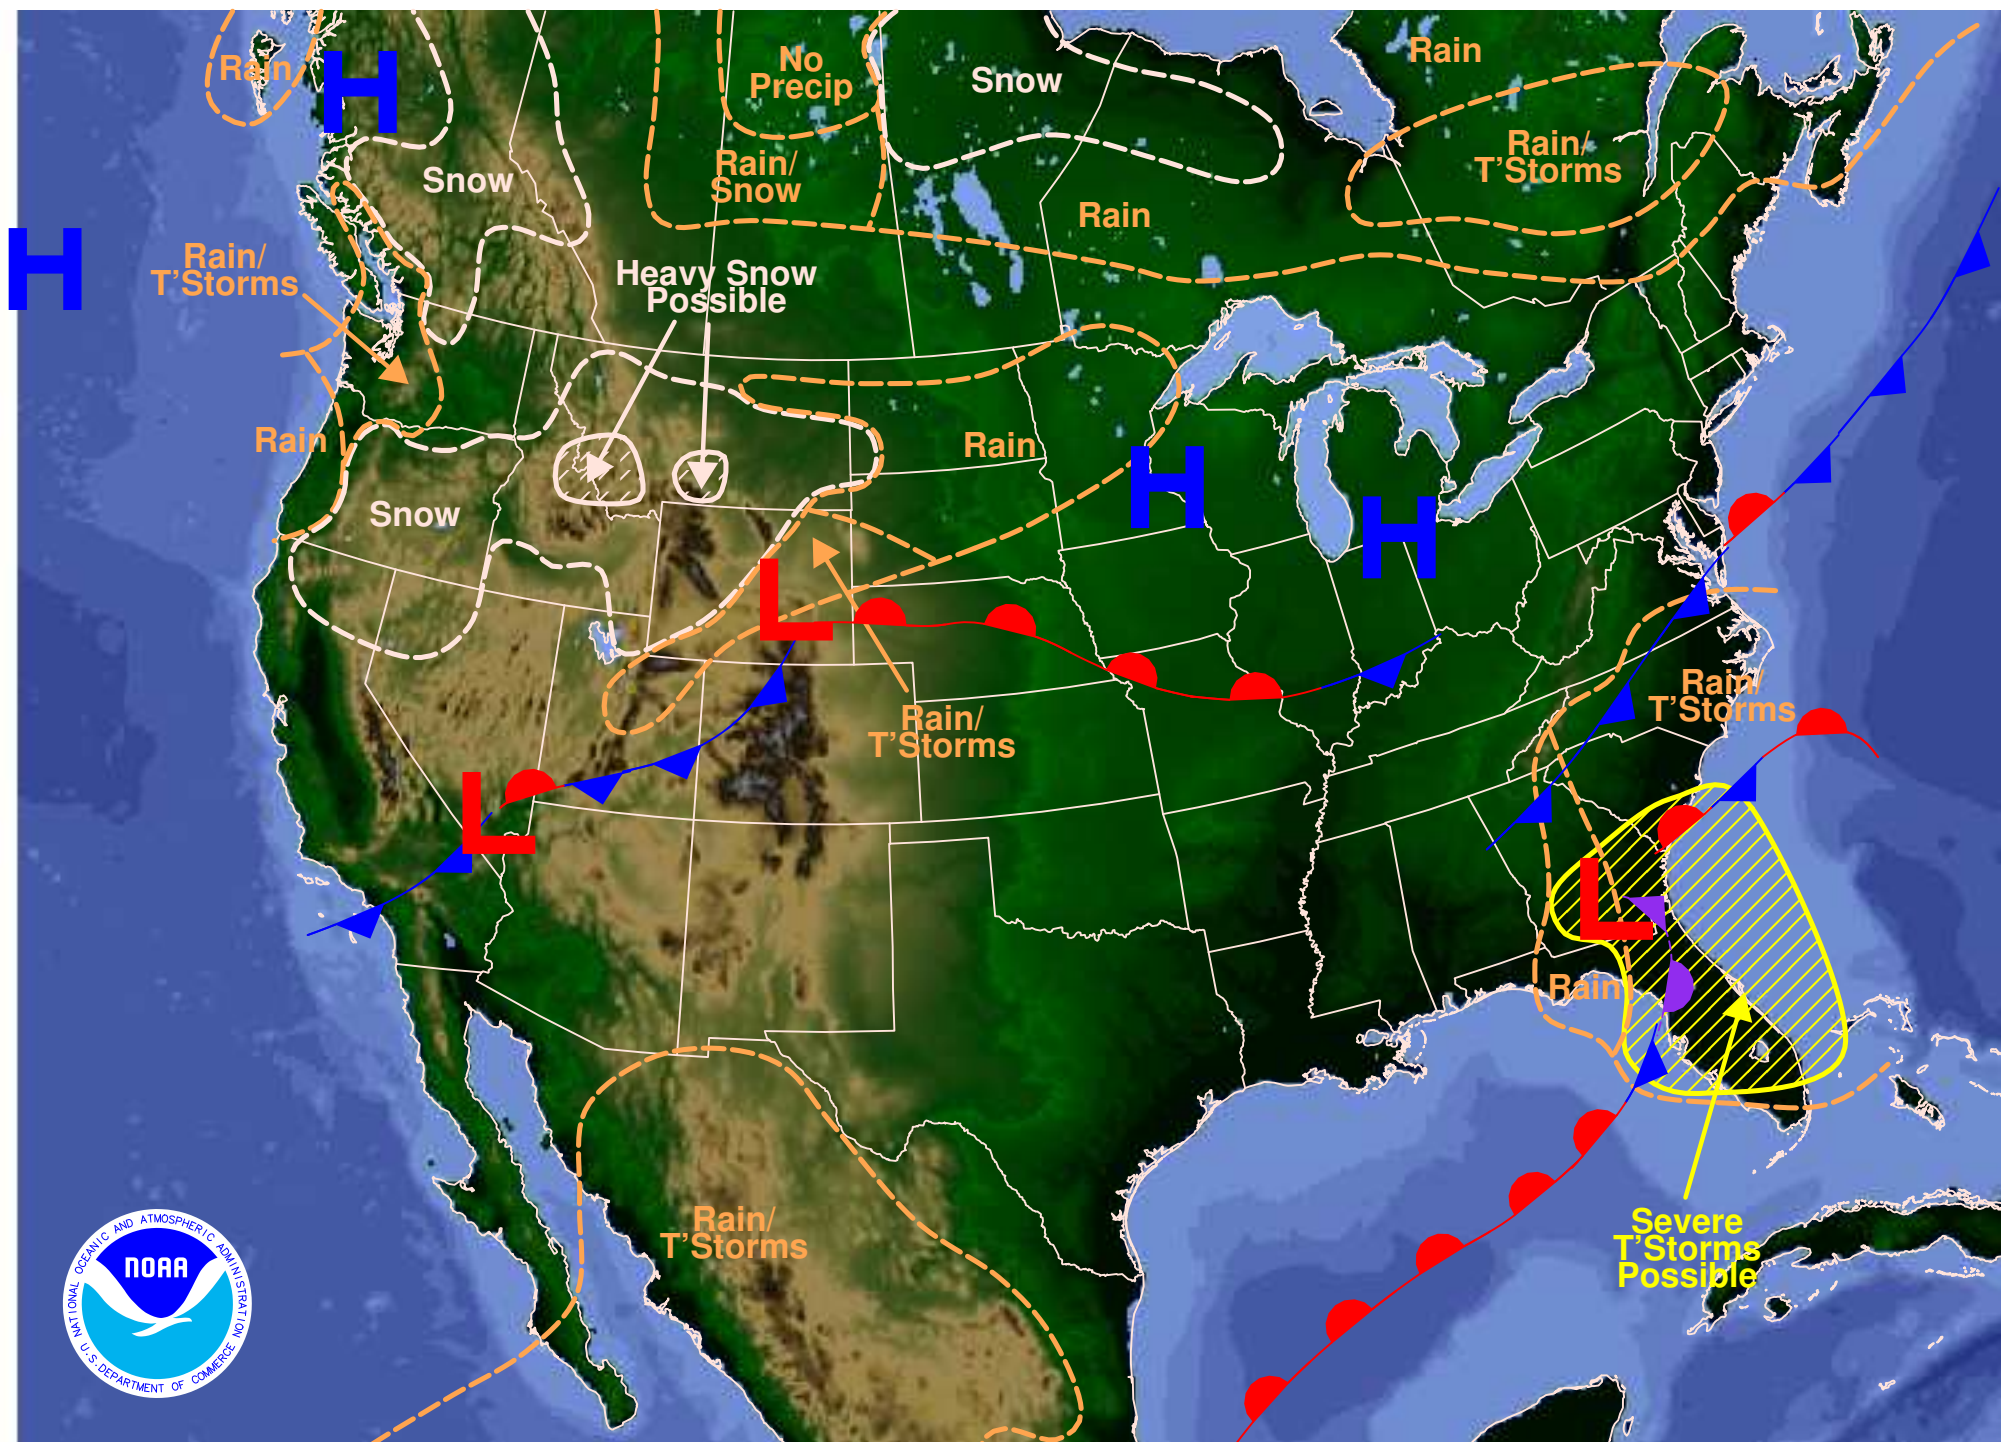 Rain
H
No
Precip
Snow
Rain
Rain/
T'Storms
Snow
Rain/
Snow
Rain
H
Rain/
T'Storms
Heavy Snow
Possible
Rain
Rain
H
H
Snow
L
Rain/
T'Storms
Rain/
T'Storms
L
L
Rain
Rain/
T'Storms
Severe
T'Storms
Possible
NATIONAL OCEANIC AND ATMOSPHERIC ADMINISTRATION
NOAA
U.S. DEPARTMENT OF COMMERCE